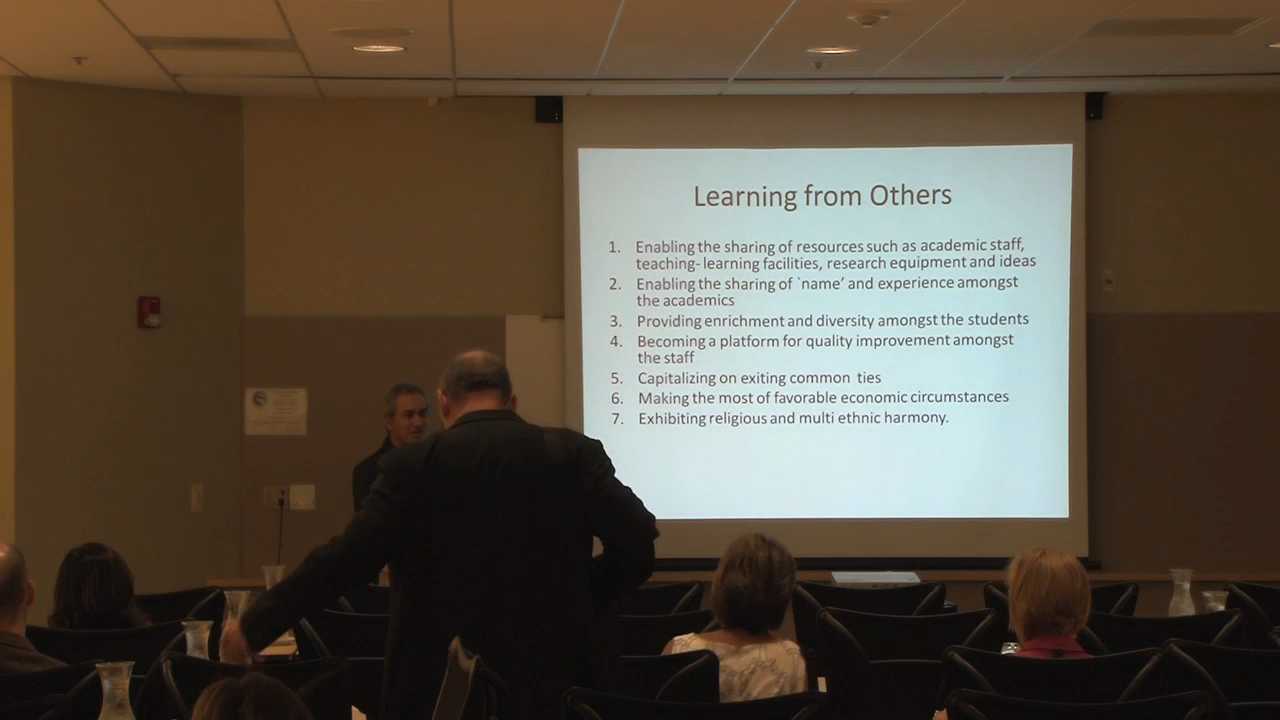 Learning from Others
1. Enabling the sharing of resources such as academic staff,
teaching- learning facilities, research equipment and ideas
2. Enabling the sharing of `name' and experience amongst
the academics
3. Providing enrichment and diversity amongst the students
4. Becoming a platform for quality improvement amongst
the staff
5. Capitalizing on exiting common ties
6. Making the most of favorable economic circumstances
7. Exhibiting religious and multi ethnic harmony.